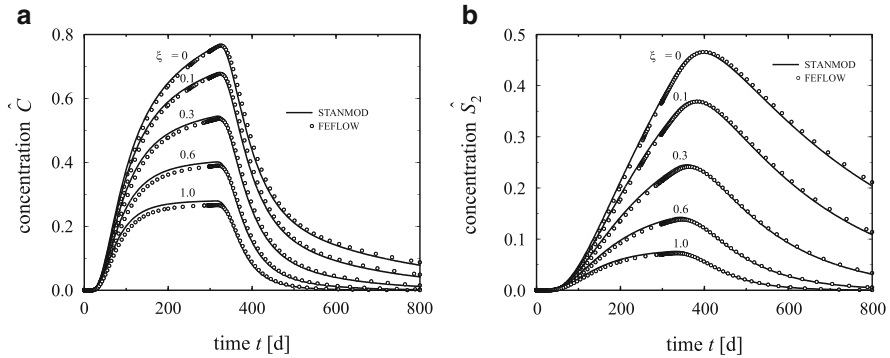 a
concentration Ĉ
0.8
0.6
0.4
0.2
0.0
ξ = 0
0.1
0.3
0.6
1.0
STANMOD
FEFLOW
0 200 400 600 800
time t [d]
b
concentration Ŝ₂
0.5
0.4
0.3
0.2
0.1
0.0
ξ = 0
0.1
0.3
0.6
1.0
STANMOD
FEFLOW
0 200 400 600 800
time t [d]